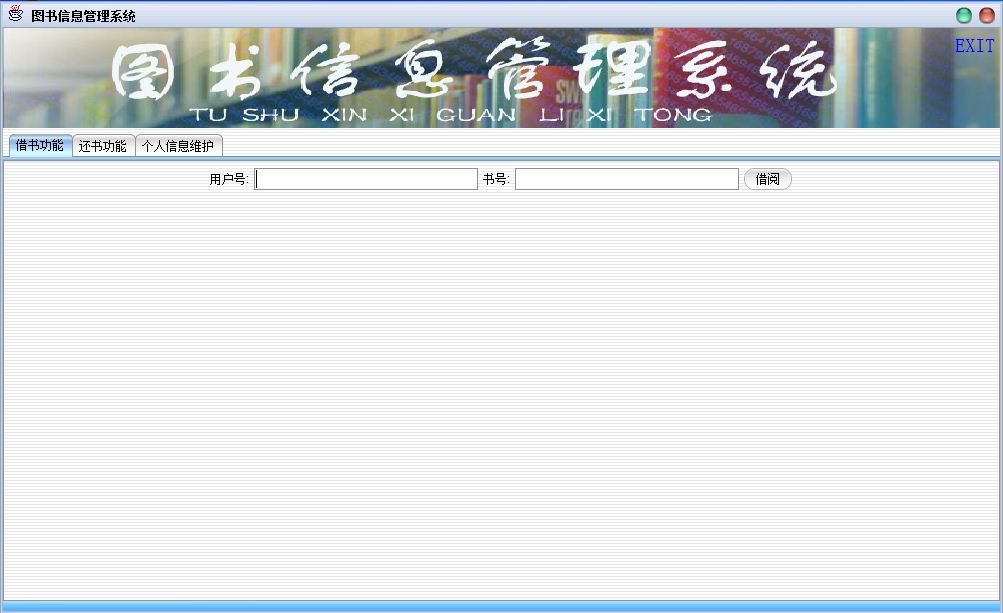 图书信息管理系统
图书信息管理系统
EXIT
TU SHU XIN XI GUAN LI XI TONG
借书功能 还书功能 个人信息维护
用户号: 书号: 借阅